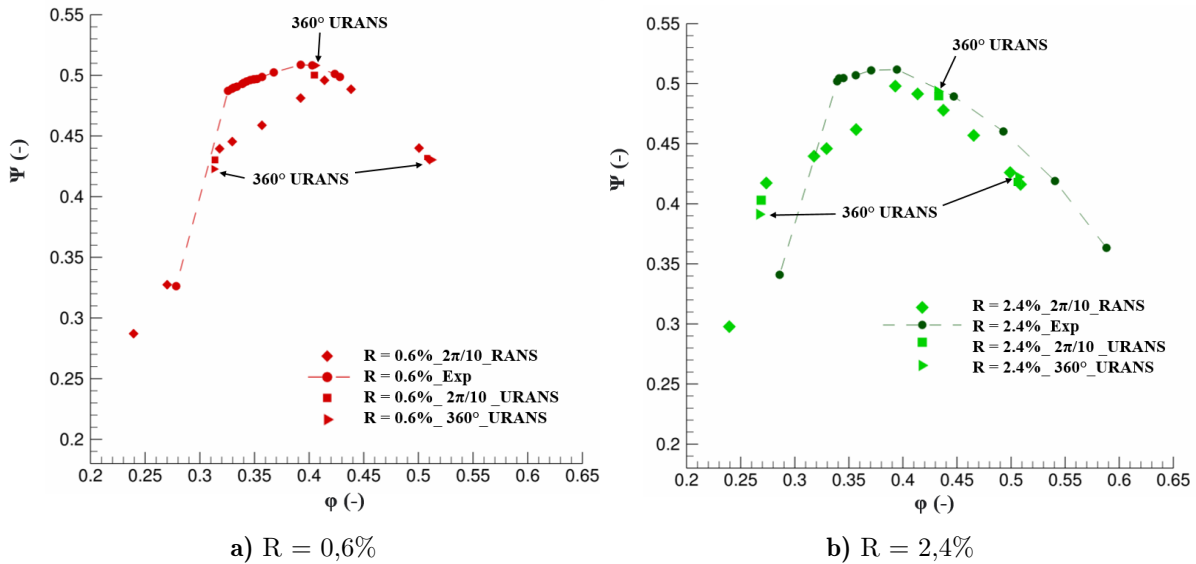 0.55
0.5
0.45
0.4
0.35
0.3
0.25
0.2
Ψ (-)
360° URANS
360° URANS
R = 0.6%_2π/10_RANS
R = 0.6%_Exp
R = 0.6%_ 2π/10 _URANS
R = 0.6%_ 360°_URANS
0.2 0.25 0.3 0.35 0.4 0.45 0.5 0.55 0.6 0.65
φ (-)
a) R = 0,6%
0.55
0.5
0.45
0.4
0.35
0.3
0.25
0.2
Ψ (-)
360° URANS
360° URANS
R = 2.4%_2π/10_RANS
R = 2.4%_Exp
R = 2.4%_ 2π/10 _URANS
R = 2.4%_ 360°_URANS
0.2 0.25 0.3 0.35 0.4 0.45 0.5 0.55 0.6 0.65
φ (-)
b) R = 2,4%